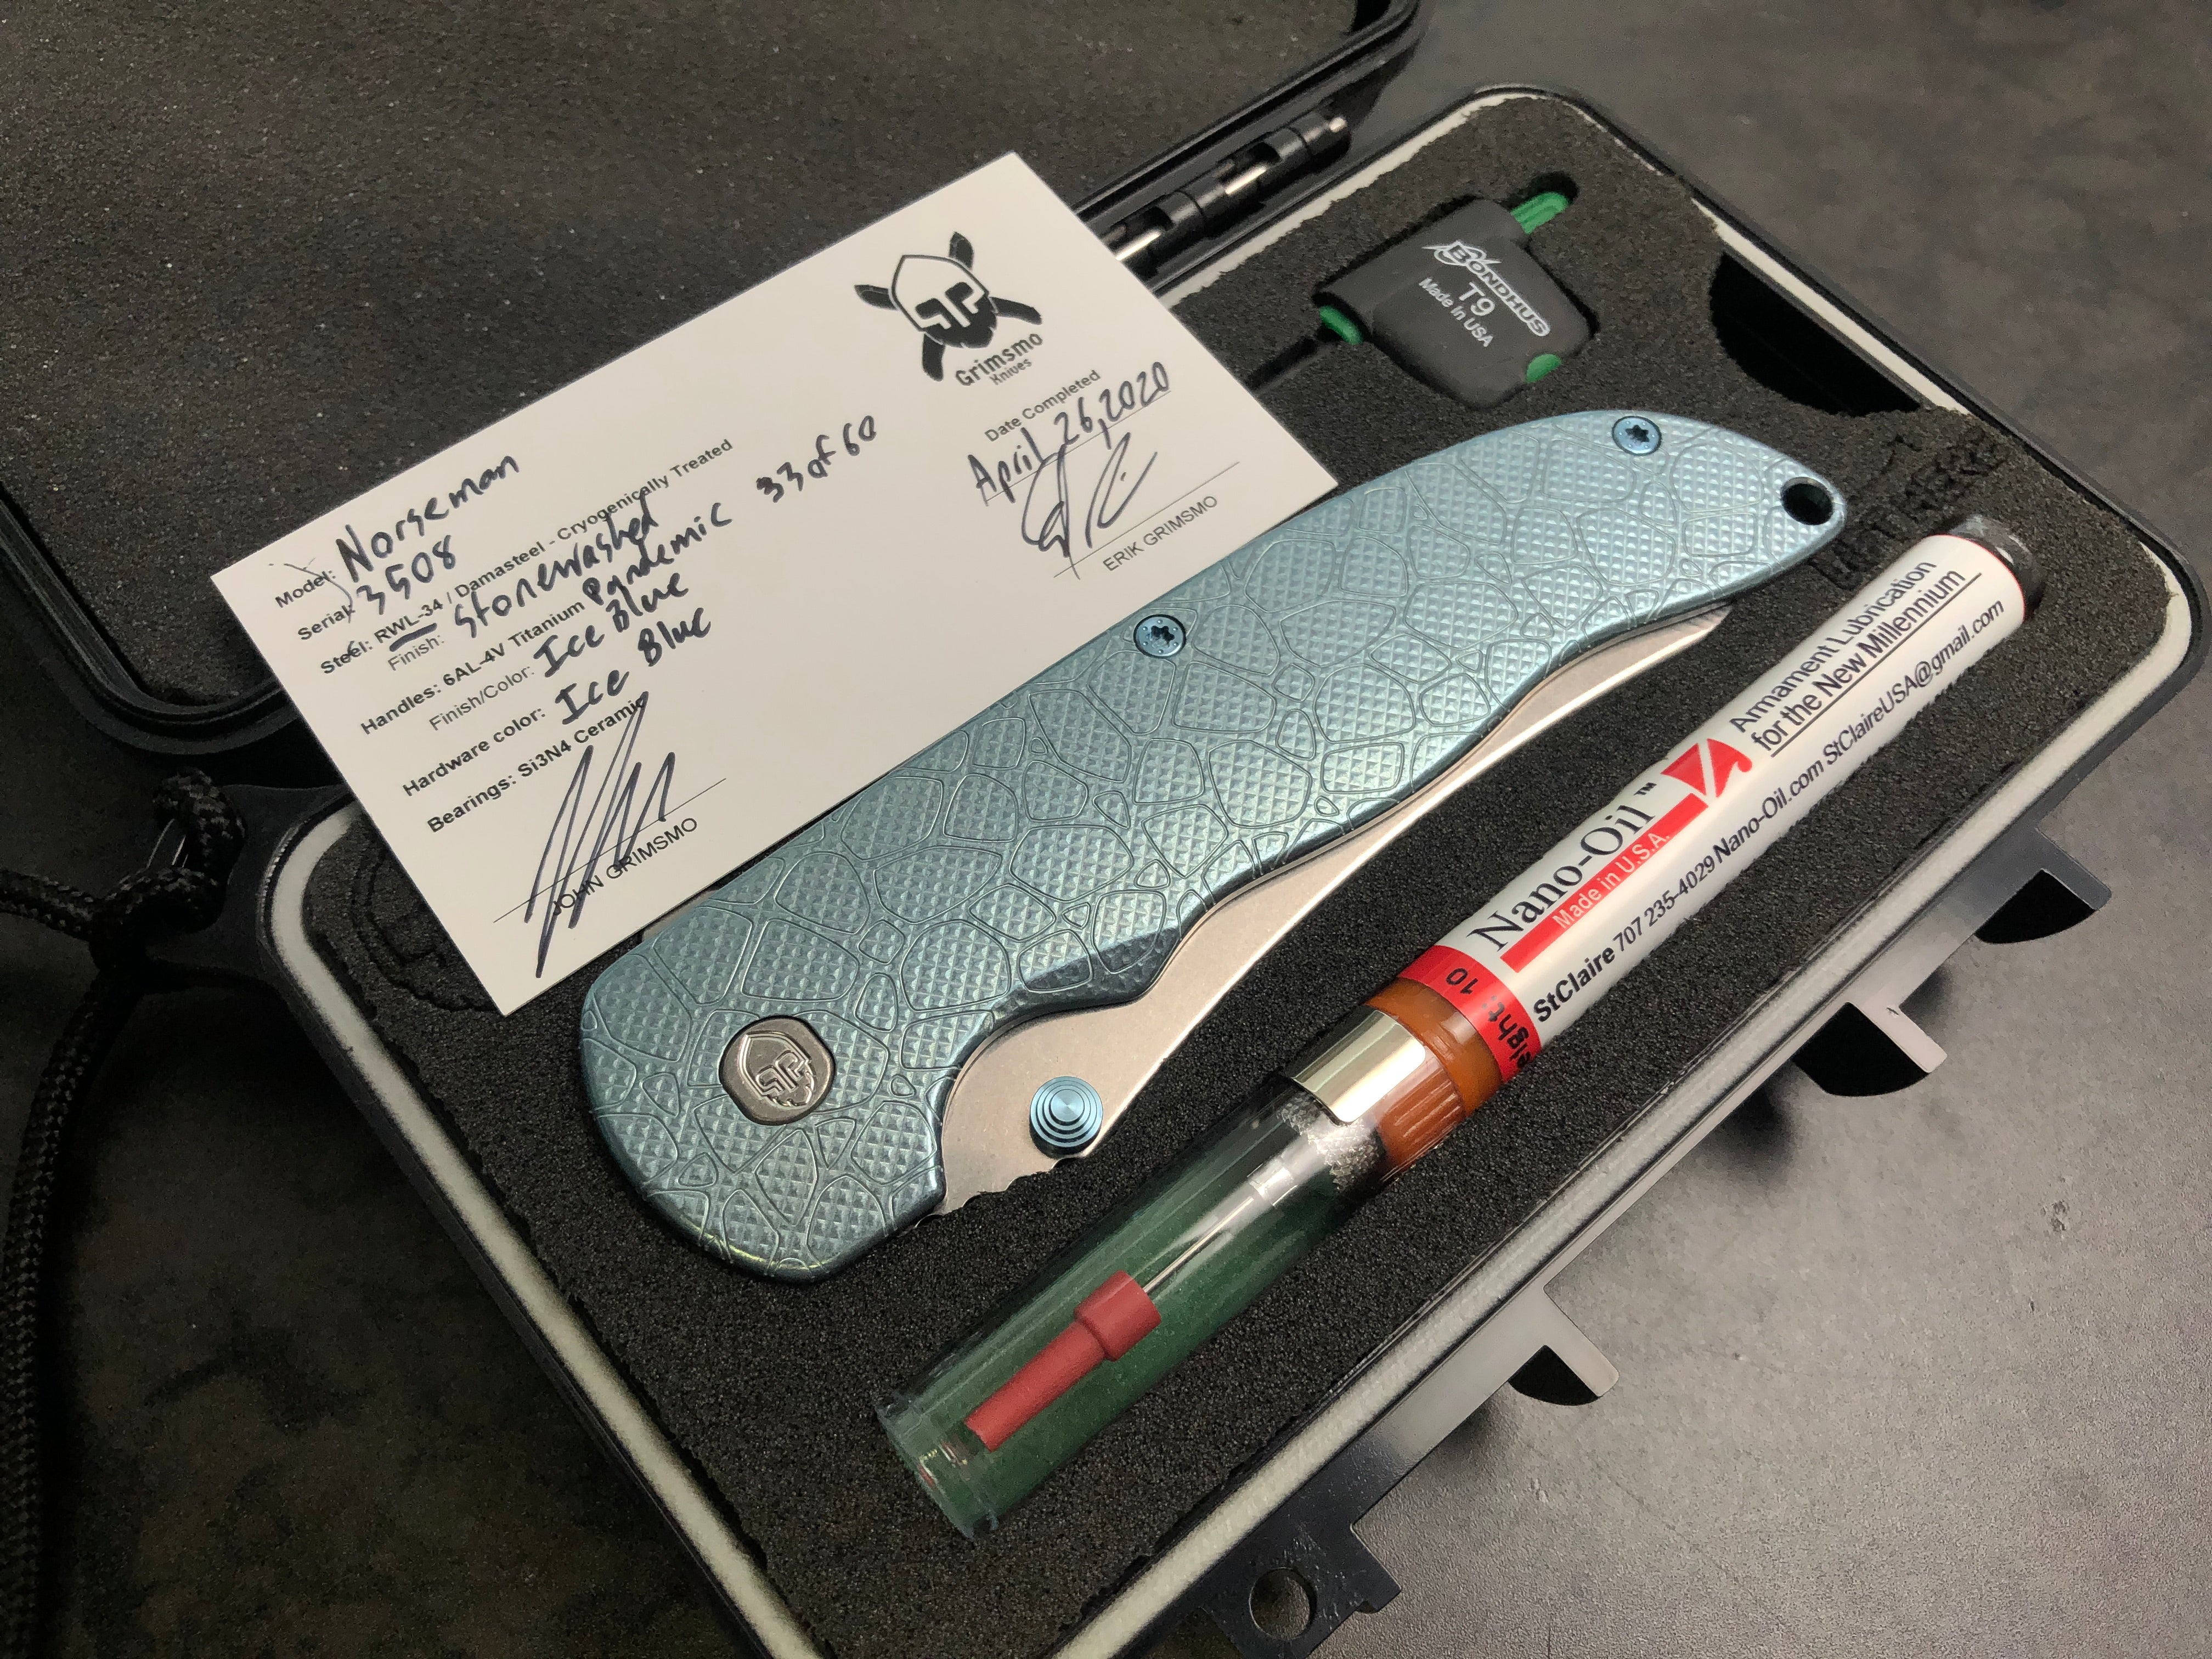 Grimsmo
Knives
Model: Norseman
Serial: 3508
Steel: RWL-34 / Damasteel - Cryogenically Treated
Finish: Stonewashed
Handles: 6AL-4V Titanium Pandemic 33 of 60
Finish/Color: Ice Blue
Hardware color: Ice Blue
Bearings: Si3N4 Ceramic
JOHN GRIMSMO
Date Completed
April 26, 2020
ERIK GRIMSMO
BONDHUS
T9
Made in USA
Nano-Oil™
Made in U.S.A.
Armament Lubrication
for the New Millennium
StClaire 707 235-4029 Nano-Oil.com StClaireUSA@gmail.com
eight: 10